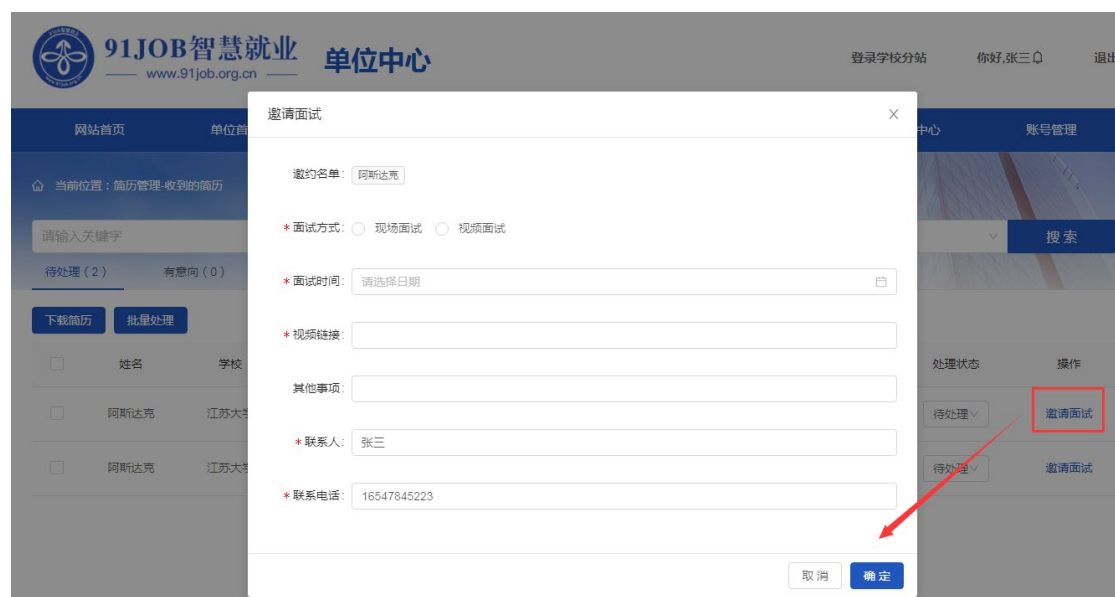 91JOB智慧就业
www.91job.org.cn
单位中心
登录学校分站 你好,张三 退出
网站首页 单位首 中心 账号管理
当前位置：简历管理-收到的简历
请输入关键字 搜索
待处理（2） 有意向（0）
下载简历 批量处理
姓名 学校 处理状态 操作
阿斯达克 江苏大学 待处理 邀请面试
阿斯达克 江苏大学 待处理 邀请面试
邀请面试
邀约名单: 阿斯达克
* 面试方式: 现场面试 视频面试
* 面试时间: 请选择日期
* 视频链接:
其他事项:
* 联系人: 张三
* 联系电话: 16547845223
取消 确定